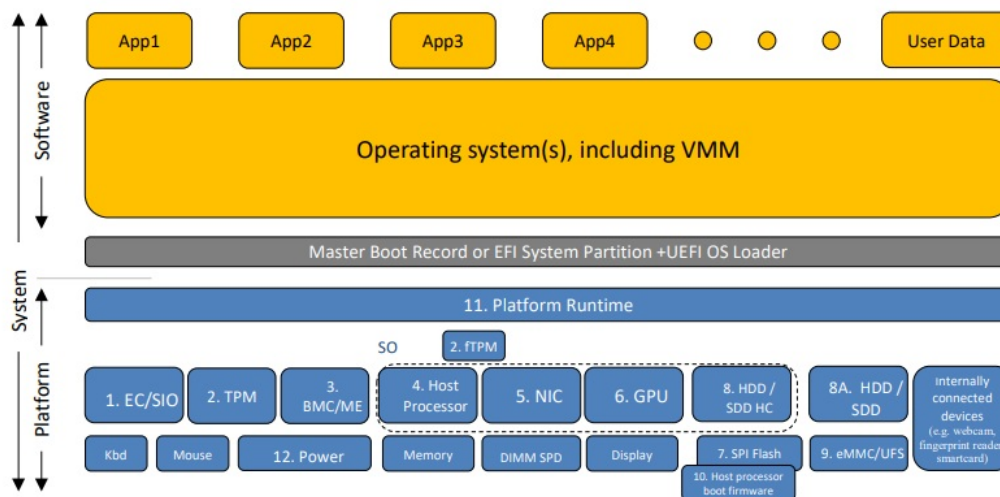 App1
App2
App3
App4
User Data
Software
Operating system(s), including VMM
Master Boot Record or EFI System Partition +UEFI OS Loader
System
11. Platform Runtime
Platform
SO
2. fTPM
1. EC/SIO
2. TPM
3.
BMC/ME
4. Host
Processor
5. NIC
6. GPU
8. HDD /
SDD HC
8A. HDD /
SDD
Internally
connected
devices
(e.g. webcam,
fingerprint reader
smartcard)
Kbd
Mouse
12. Power
Memory
DIMM SPD
Display
7. SPI Flash
9. eMMC/UFS
10. Host processor
boot firmware